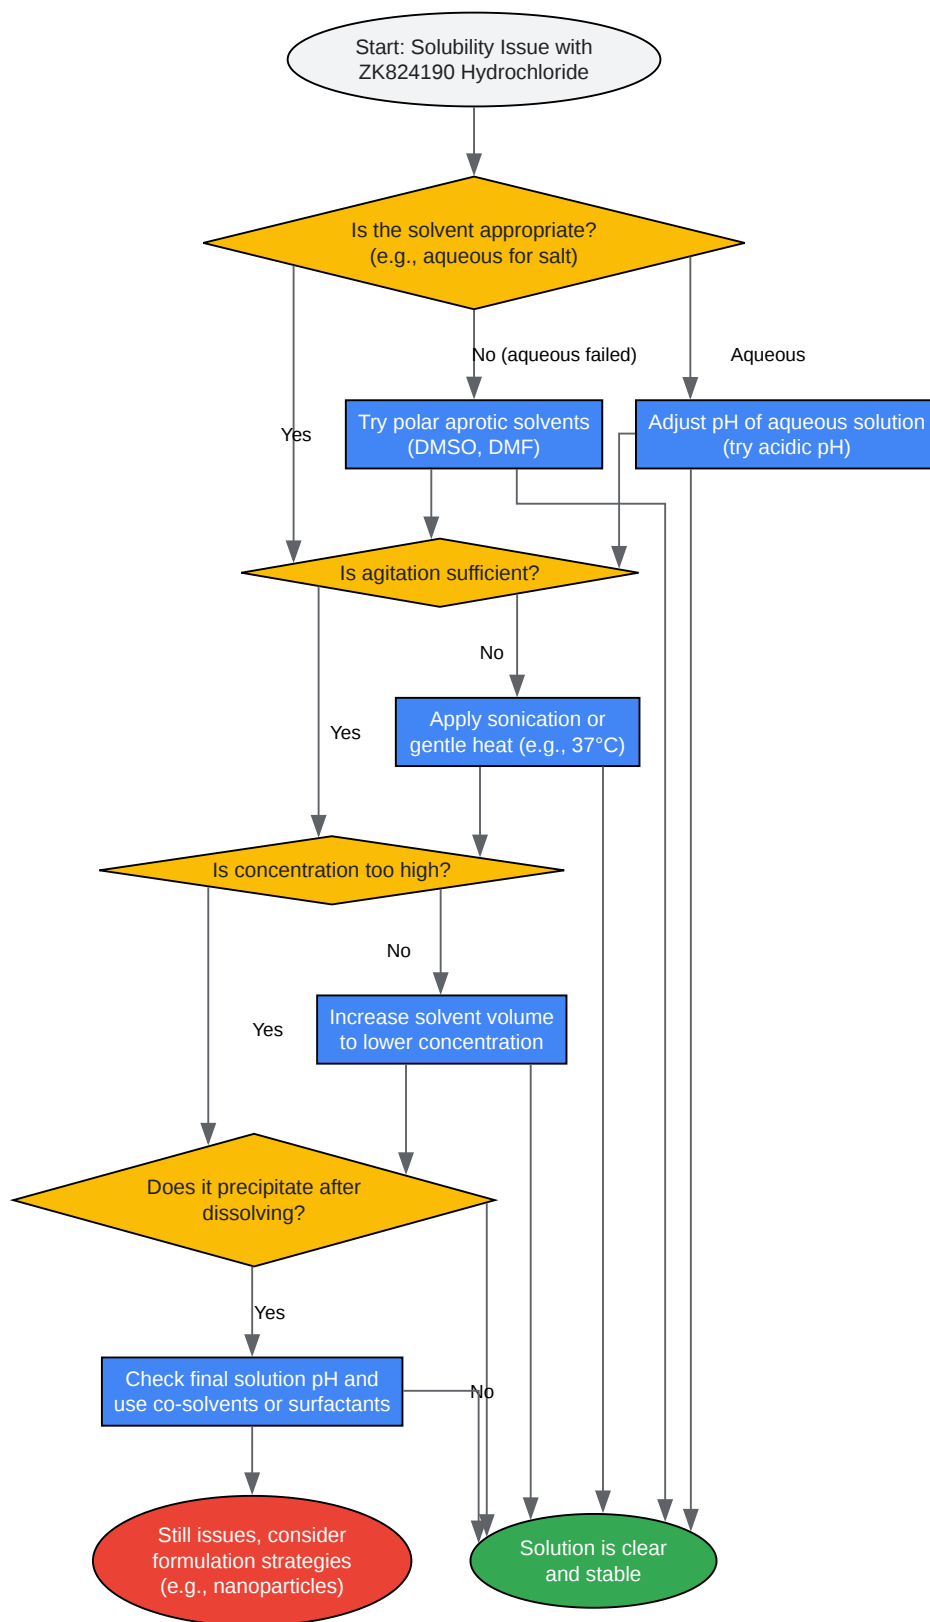 Start: Solubility Issue with
ZK824190 Hydrochloride
Is the solvent appropriate?
(e.g., aqueous for salt)
No (aqueous failed)
Aqueous
Yes
Try polar aprotic solvents
(DMSO, DMF)
Adjust pH of aqueous solution
(try acidic pH)
Is agitation sufficient?
No
Yes
Apply sonication or
gentle heat (e.g., 37°C)
Is concentration too high?
No
Yes
Increase solvent volume
to lower concentration
Does it precipitate after
dissolving?
Yes
No
Check final solution pH and
use co-solvents or surfactants
Still issues, consider
formulation strategies
(e.g., nanoparticles)
Solution is clear
and stable